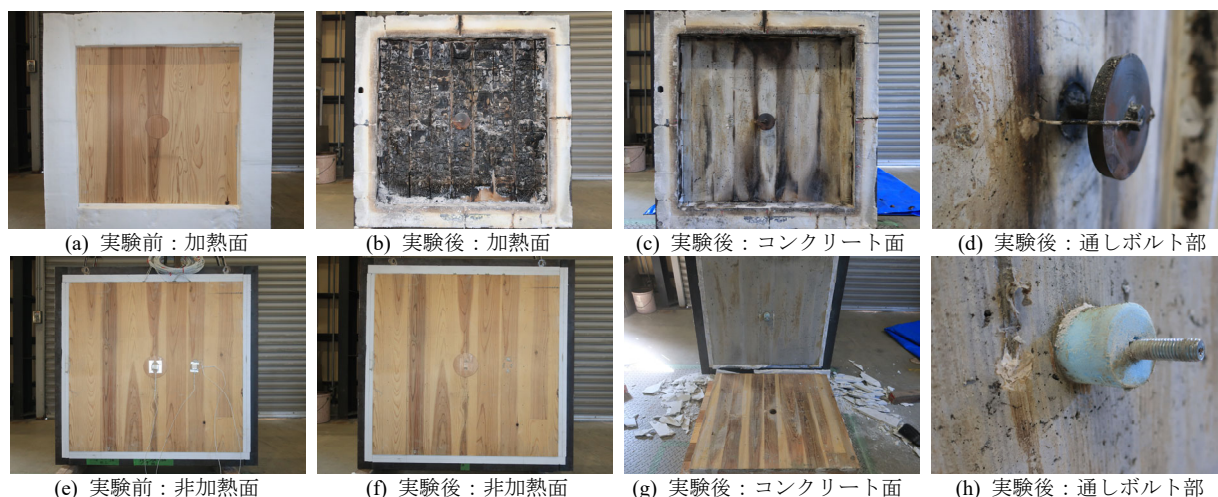 (a) 実験前：加熱面
(b) 実験後：加熱面
(c) 実験後：コンクリート面
(d) 実験後：通しボルト部
(e) 実験前：非加熱面
(f) 実験後：非加熱面
(g) 実験後：コンクリート面
(h) 実験後：通しボルト部